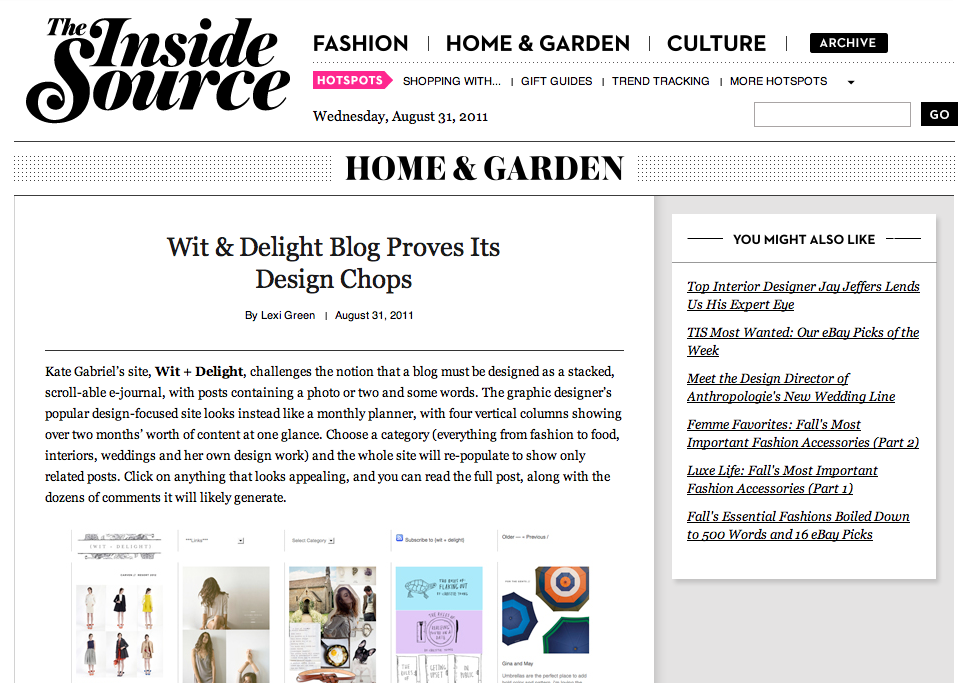 The Inside Source
FASHION | HOME & GARDEN | CULTURE | ARCHIVE
HOTSPOTS SHOPPING WITH... | GIFT GUIDES | TREND TRACKING | MORE HOTSPOTS
Wednesday, August 31, 2011
GO
HOME & GARDEN
Wit & Delight Blog Proves Its
Design Chops
By Lexi Green | August 31, 2011
Kate Gabriel's site, Wit + Delight, challenges the notion that a blog must be designed as a stacked,
scroll-able e-journal, with posts containing a photo or two and some words. The graphic designer's
popular design-focused site looks instead like a monthly planner, with four vertical columns showing
over two months' worth of content at one glance. Choose a category (everything from fashion to food,
interiors, weddings and her own design work) and the whole site will re-populate to show only
related posts. Click on anything that looks appealing, and you can read the full post, along with the
dozens of comments it will likely generate.
{WIT + DELIGHT}
***Links***
Select Category
Subscribe to {wit + delight}
Older — + Previous /
THE RULES OF
FLAKING OUT
THE RULES OF
THE RULES
GETTING UPSET
IN PUBLIC
Gina and May
Umbrellas are the perfect place to add
YOU MIGHT ALSO LIKE
Top Interior Designer Jay Jeffers Lends
Us His Expert Eye
TIS Most Wanted: Our eBay Picks of the
Week
Meet the Design Director of
Anthropologie's New Wedding Line
Femme Favorites: Fall's Most
Important Fashion Accessories (Part 2)
Luxe Life: Fall's Most Important
Fashion Accessories (Part 1)
Fall's Essential Fashions Boiled Down
to 500 Words and 16 eBay Picks